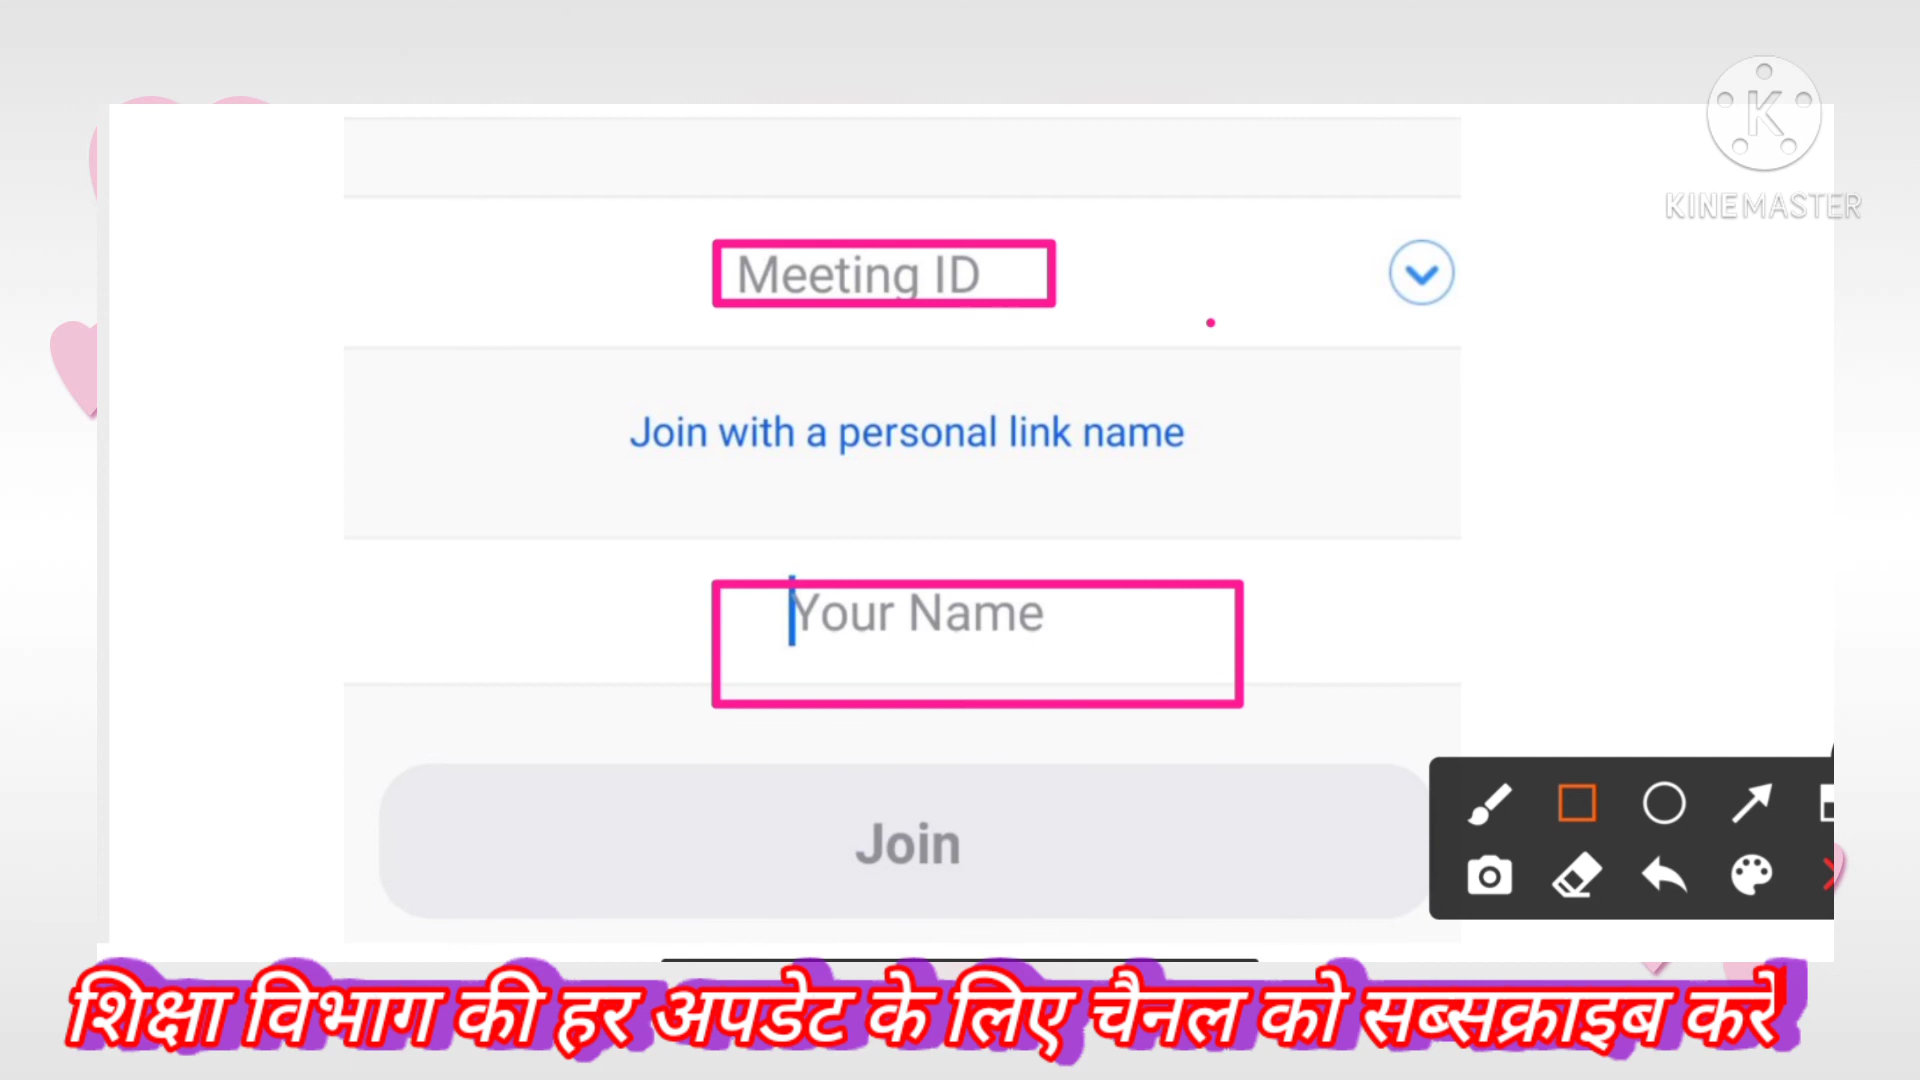 KINEMASTER
Meeting ID
Join with a personal link name
Your Name
Join
शिक्षा विभाग की हर अपडेट के लिए चैनल को सब्सक्राइब करे